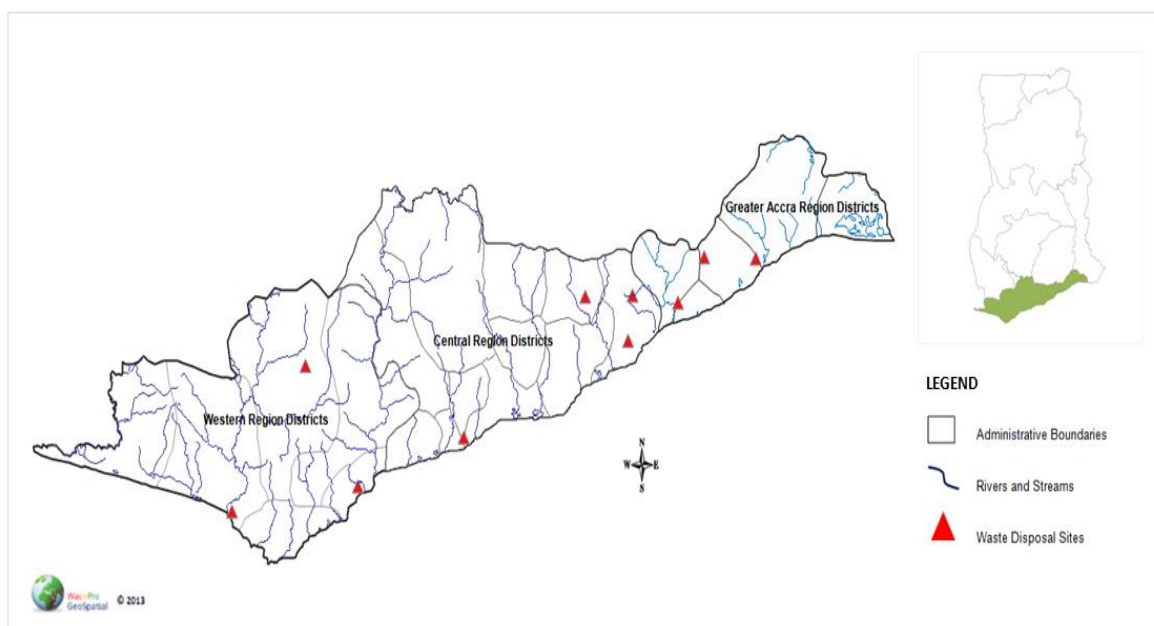 Greater Accra Region Districts
Central Region Districts
Western Region Districts
N
W E
S
LEGEND
Administrative Boundaries
Rivers and Streams
Waste Disposal Sites
WastePro
GeoSpatial
© 2013